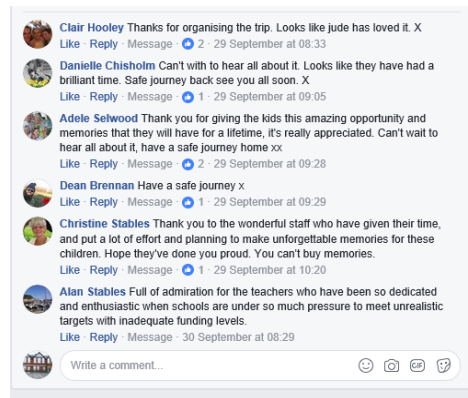 Clair Hooley Thanks for organising the trip. Looks like jude has loved it. X
Like · Reply · Message · 2 · 29 September at 08:33
Danielle Chisholm Can't with to hear all about it. Looks like they have had a
brilliant time. Safe journey back see you all soon. X
Like · Reply · Message · 1 · 29 September at 09:05
Adele Selwood Thank you for giving the kids this amazing opportunity and
memories that they will have for a lifetime, it's really appreciated. Can't wait to
hear all about it, have a safe journey home xx
Like · Reply · Message · 2 · 29 September at 09:28
Dean Brennan Have a safe journey x
Like · Reply · Message · 1 · 29 September at 09:29
Christine Stables Thank you to the wonderful staff who have given their time,
and put a lot of effort and planning to make unforgettable memories for these
children. Hope they've done you proud. You can't buy memories.
Like · Reply · Message · 1 · 29 September at 10:20
Alan Stables Full of admiration for the teachers who have been so dedicated
and enthusiastic when schools are under so much pressure to meet unrealistic
targets with inadequate funding levels.
Like · Reply · Message · 30 September at 08:29
Write a comment...
GIF